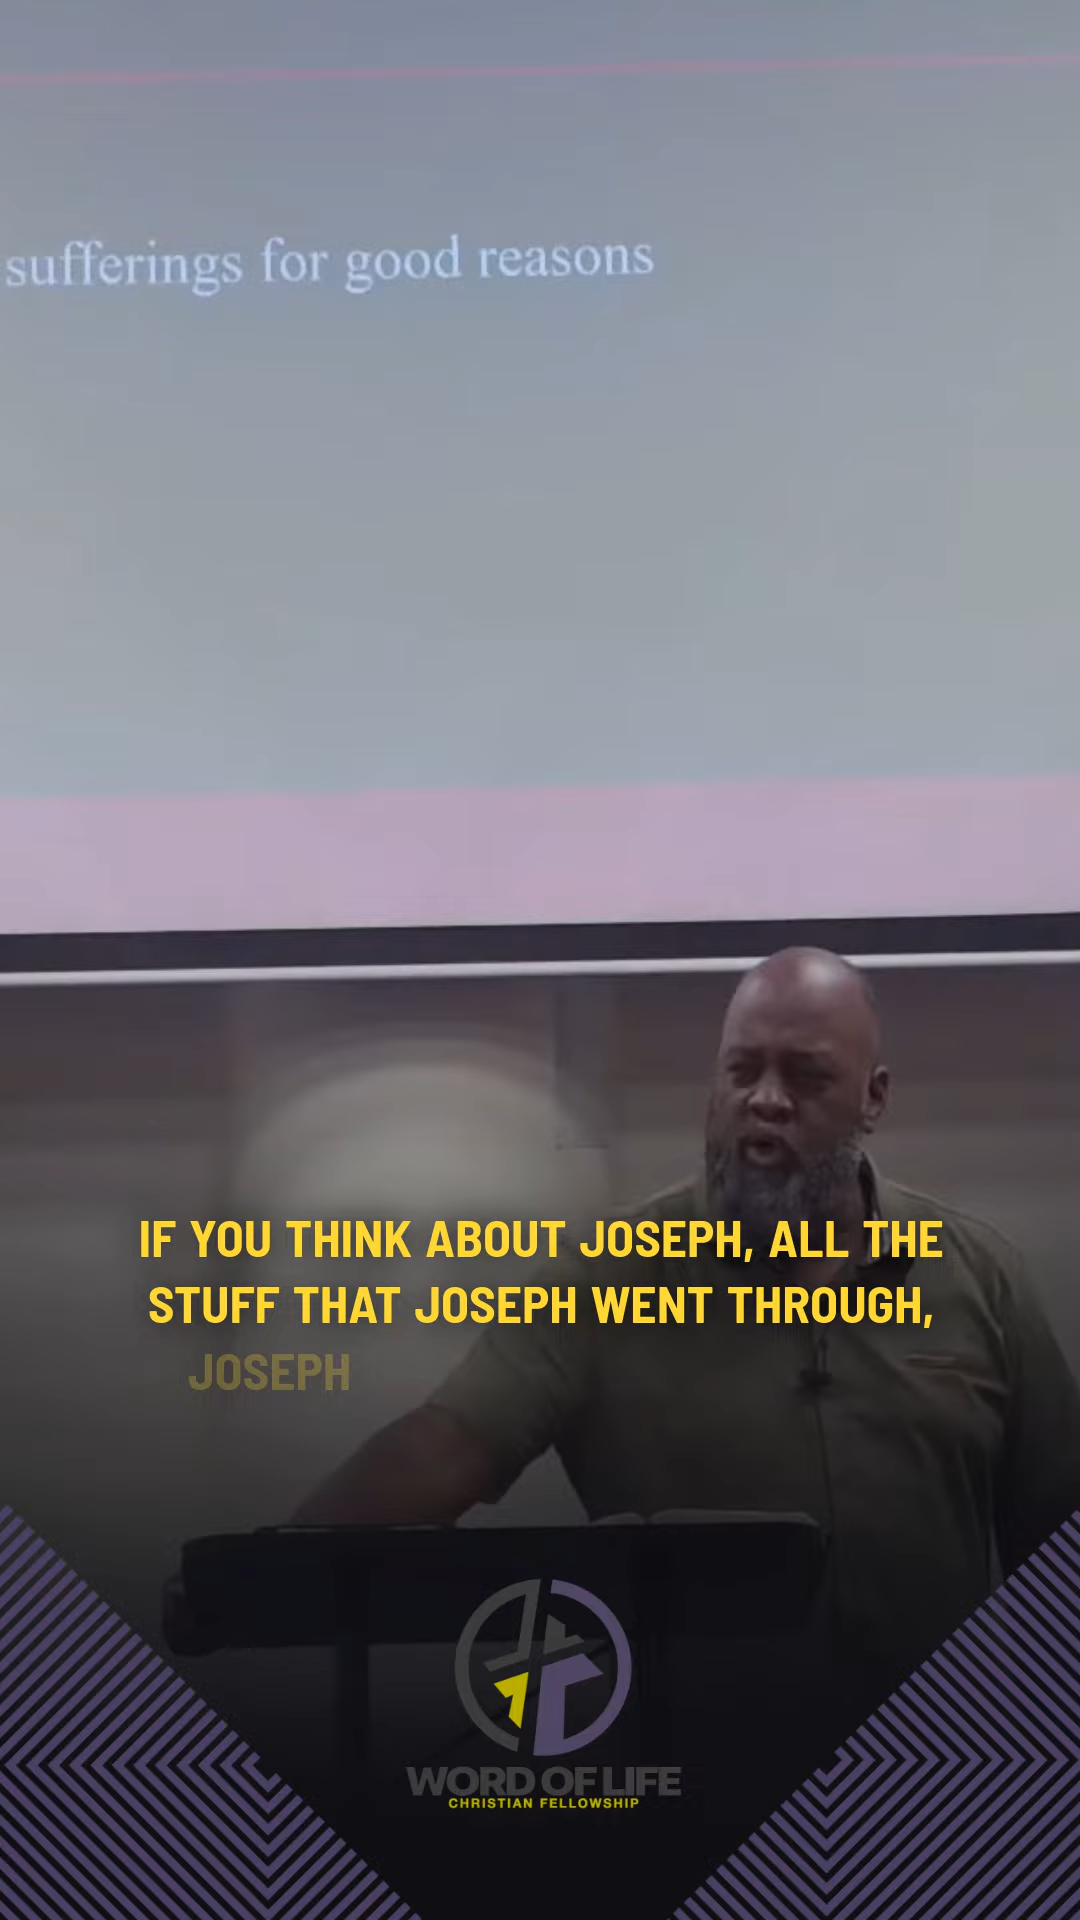 sufferings for good reasons
IF YOU THINK ABOUT JOSEPH, ALL THE
STUFF THAT JOSEPH WENT THROUGH,
JOSEPH
WORD OF LIFE
CHRISTIAN FELLOWSHIP